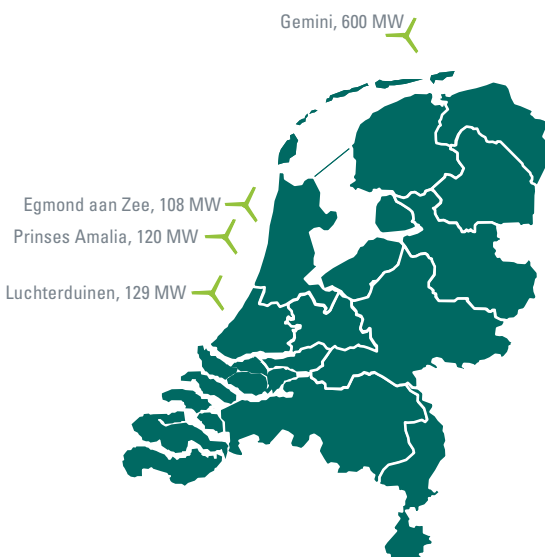 Gemini, 600 MW
Egmond aan Zee, 108 MW
Prinses Amalia, 120 MW
Luchterduinen, 129 MW